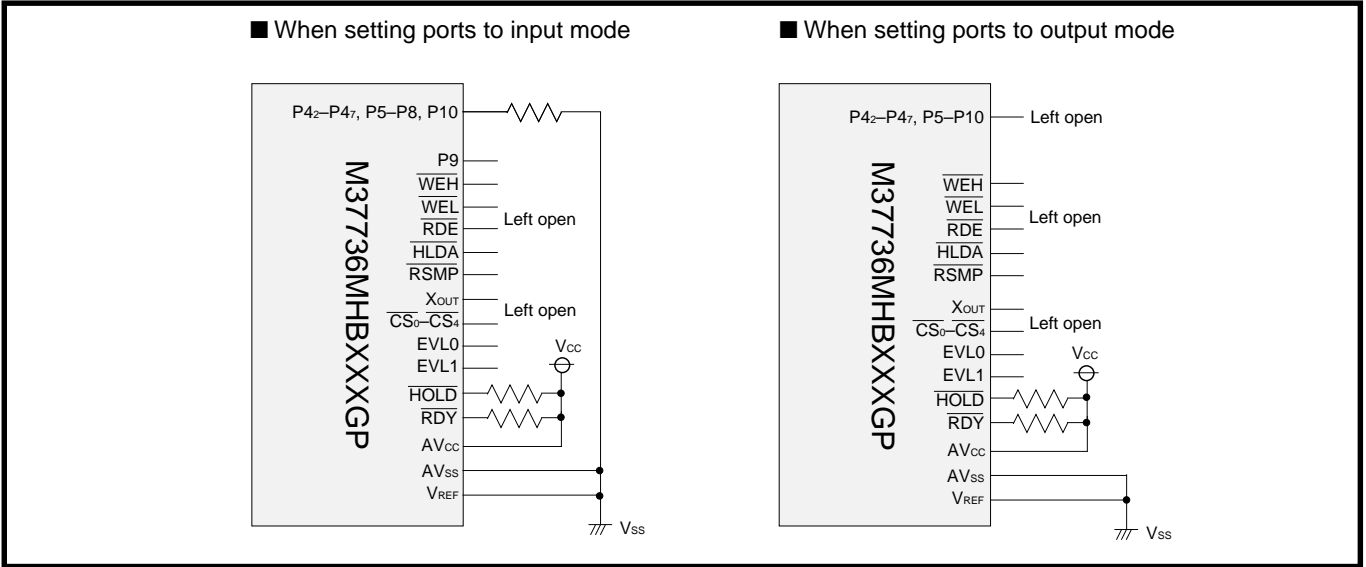 ■ When setting ports to input mode
P42–P47, P5–P8, P10
P9
WEH
WEL
RDE
HLDA
RSMP
Left open
XOUT
CS0–CS4
Left open
EVL0
EVL1
VCC
HOLD
RDY
AVCC
AVSS
VREF
VSS
M37736MHBXXXGP
■ When setting ports to output mode
P42–P47, P5–P10
Left open
WEH
WEL
RDE
HLDA
RSMP
Left open
XOUT
CS0–CS4
Left open
EVL0
EVL1
VCC
HOLD
RDY
AVCC
AVSS
VREF
VSS
M37736MHBXXXGP